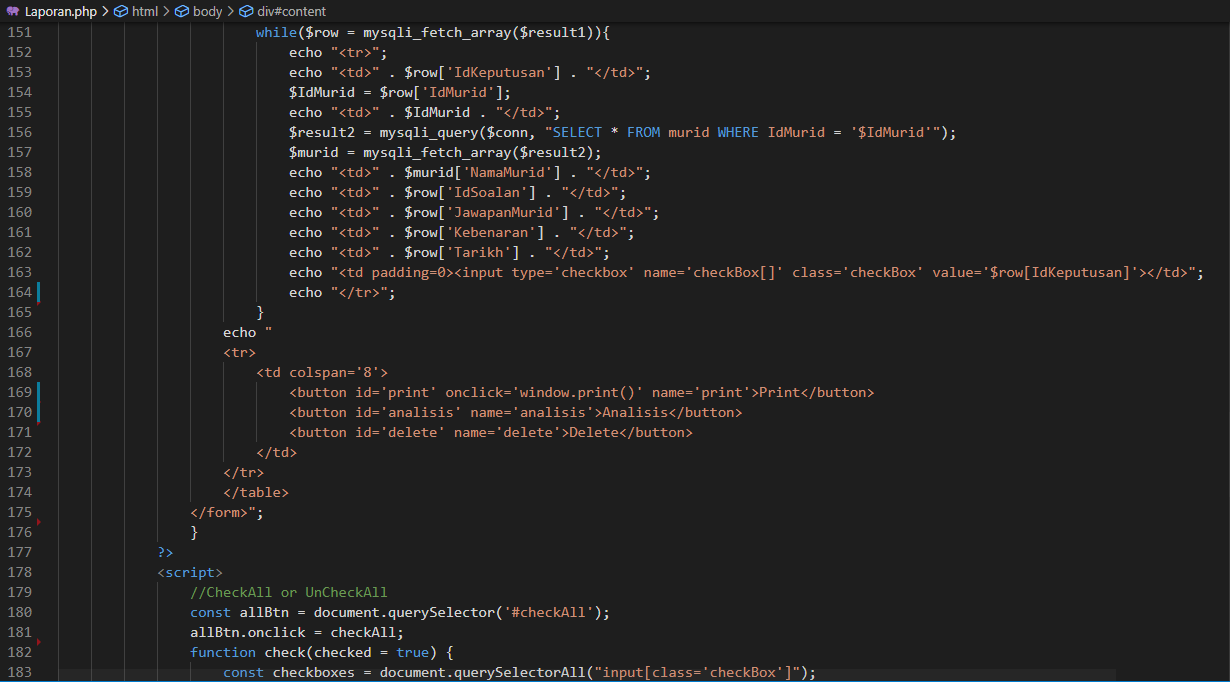 Laporan.php > html > body > div#content
151 while($row = mysqli_fetch_array($result1)){
152 echo "<tr>";
153 echo "<td>" . $row['IdKeputusan'] . "</td>";
154 $IdMurid = $row['IdMurid'];
155 echo "<td>" . $IdMurid . "</td>";
156 $result2 = mysqli_query($conn, "SELECT * FROM murid WHERE IdMurid = '$IdMurid'");
157 $murid = mysqli_fetch_array($result2);
158 echo "<td>" . $murid['NamaMurid'] . "</td>";
159 echo "<td>" . $row['IdSoalan'] . "</td>";
160 echo "<td>" . $row['JawapanMurid'] . "</td>";
161 echo "<td>" . $row['Kebenaran'] . "</td>";
162 echo "<td>" . $row['Tarikh'] . "</td>";
163 echo "<td padding=0><input type='checkbox' name='checkBox[]' class='checkBox' value='$row[IdKeputusan]'></td>";
164 echo "</tr>";
165 }
166 echo "
167 <tr>
168 <td colspan='8'>
169 <button id='print' onclick='window.print()' name='print'>Print</button>
170 <button id='analisis' name='analisis'>Analisis</button>
171 <button id='delete' name='delete'>Delete</button>
172 </td>
173 </tr>
174 </table>
175 </form>";
176 }
177 ?>
178 <script>
179 //CheckAll or UnCheckAll
180 const allBtn = document.querySelector('#checkAll');
181 allBtn.onclick = checkAll;
182 function check(checked = true) {
183 const checkboxes = document.querySelectorAll("input[class='checkBox']");